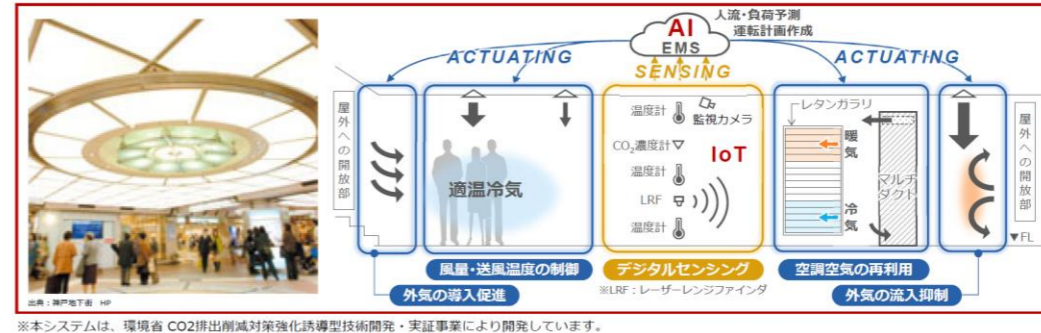 人流・負荷予測
運転計画作成
AI
EMS
ACTUATING
SENSING
ACTUATING
屋外への開放部
温度計
監視カメラ
CO₂濃度計
IoT
温度計
LRF
温度計
適温冷気
レタンガラリ
暖気
冷気
マルチダクト
屋外への開放部
▼FL
風量・送風温度の制御
デジタルセンシング
空調空気の再利用
外気の導入促進
※LRF:レーザーレンジファインダ
外気の流入抑制
出典：神戸地下街 HP
※本システムは、環境省 CO2排出削減対策強化誘導型技術開発・実証事業により開発しています。